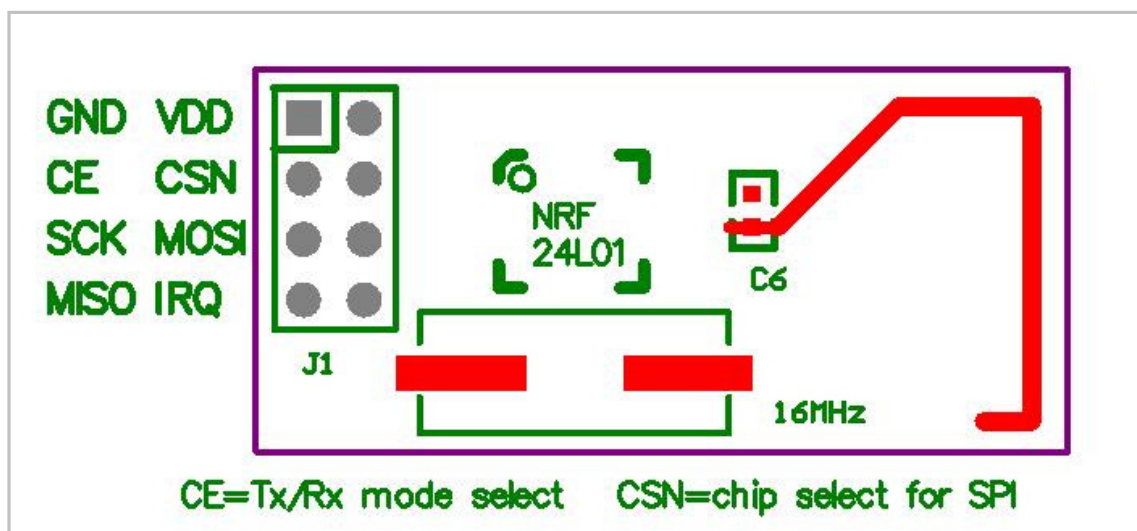 GND VDD
CE CSN
SCK MOSI
MISO IRQ
J1
NRF
24L01
C6
16MHz
CE=Tx/Rx mode select CSN=chip select for SPI